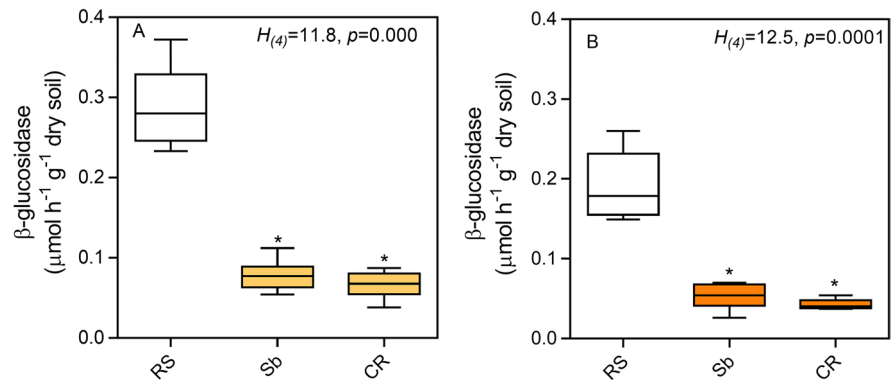 A
H(4)=11.8, p=0.000
β-glucosidase
(μmol h⁻¹ g⁻¹ dry soil)
0.4
0.3
0.2
0.1
0.0
*
*
RS
Sb
CR
B
H(4)=12.5, p=0.0001
β-glucosidase
(μmol h⁻¹ g⁻¹ dry soil)
0.4
0.3
0.2
0.1
0.0
*
*
RS
Sb
CR